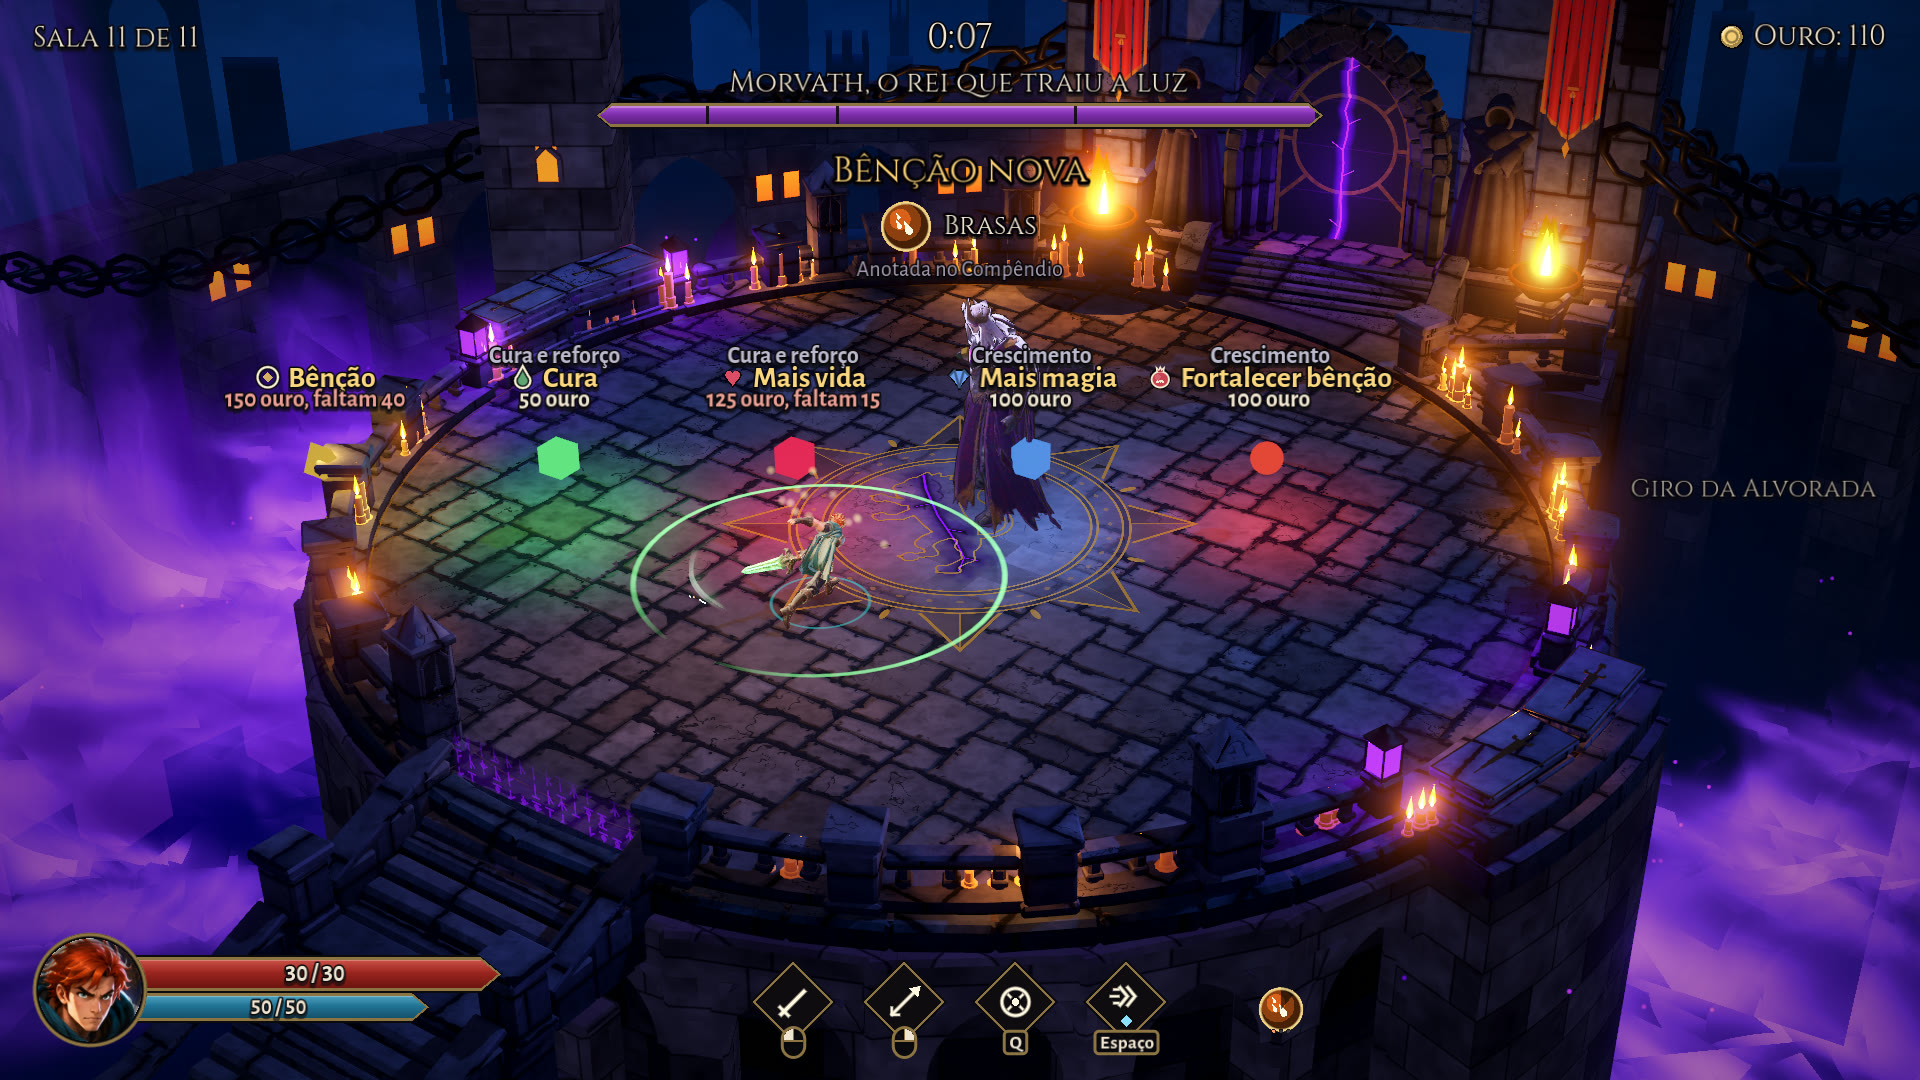 SALA 11 DE 11
0:07
OURO: 110
MORVATH, O REI QUE TRAIU A LUZ
BÊNÇÃO NOVA
BRASAS
Anotada no Compêndio
Bênção
150 ouro, faltam 40
Cura e reforço
Cura
50 ouro
Cura e reforço
Mais vida
125 ouro, faltam 15
Crescimento
Mais magia
100 ouro
Crescimento
Fortalecer bênção
100 ouro
GIRO DA ALVORADA
30/30
50/50
Q
Espaço